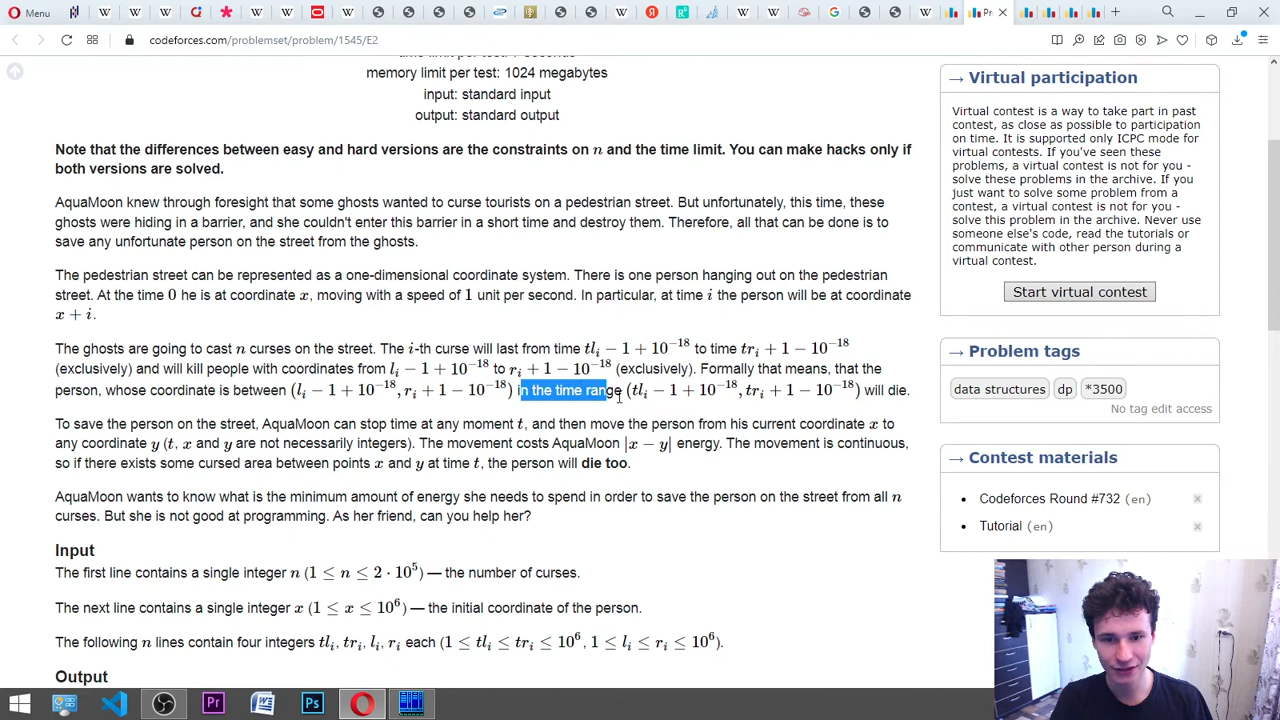 Menu
Pr
codeforces.com/problemset/problem/1545/E2
memory limit per test: 1024 megabytes
input: standard input
output: standard output
Note that the differences between easy and hard versions are the constraints on n and the time limit. You can make hacks only if
both versions are solved.
AquaMoon knew through foresight that some ghosts wanted to curse tourists on a pedestrian street. But unfortunately, this time, these
ghosts were hiding in a barrier, and she couldn't enter this barrier in a short time and destroy them. Therefore, all that can be done is to
save any unfortunate person on the street from the ghosts.
The pedestrian street can be represented as a one-dimensional coordinate system. There is one person hanging out on the pedestrian
street. At the time 0 he is at coordinate x, moving with a speed of 1 unit per second. In particular, at time i the person will be at coordinate
x + i.
The ghosts are going to cast n curses on the street. The i-th curse will last from time tl_i − 1 + 10^{−18} to time tr_i + 1 − 10^{−18}
(exclusively) and will kill people with coordinates from l_i − 1 + 10^{−18} to r_i + 1 − 10^{−18} (exclusively). Formally that means, that the
person, whose coordinate is between (l_i − 1 + 10^{−18}, r_i + 1 − 10^{−18}) in the time range (tl_i − 1 + 10^{−18}, tr_i + 1 − 10^{−18}) will die.
To save the person on the street, AquaMoon can stop time at any moment t, and then move the person from his current coordinate x to
any coordinate y (t, x and y are not necessarily integers). The movement costs AquaMoon |x − y| energy. The movement is continuous,
so if there exists some cursed area between points x and y at time t, the person will die too.
AquaMoon wants to know what is the minimum amount of energy she needs to spend in order to save the person on the street from all n
curses. But she is not good at programming. As her friend, can you help her?
Input
The first line contains a single integer n (1 ≤ n ≤ 2 · 10^5) — the number of curses.
The next line contains a single integer x (1 ≤ x ≤ 10^6) — the initial coordinate of the person.
The following n lines contain four integers tl_i, tr_i, l_i, r_i each (1 ≤ tl_i ≤ tr_i ≤ 10^6, 1 ≤ l_i ≤ r_i ≤ 10^6).
Output
→ Virtual participation
Virtual contest is a way to take part in past
contest, as close as possible to participation
on time. It is supported only ICPC mode for
virtual contests. If you've seen these
problems, a virtual contest is not for you -
solve these problems in the archive. If you
just want to solve some problem from a
contest, a virtual contest is not for you -
solve this problem in the archive. Never use
someone else's code, read the tutorials or
communicate with other person during a
virtual contest.
Start virtual contest
→ Problem tags
data structures dp *3500
No tag edit access
→ Contest materials
Codeforces Round #732 (en)
Tutorial (en)
Pr
W
Ps